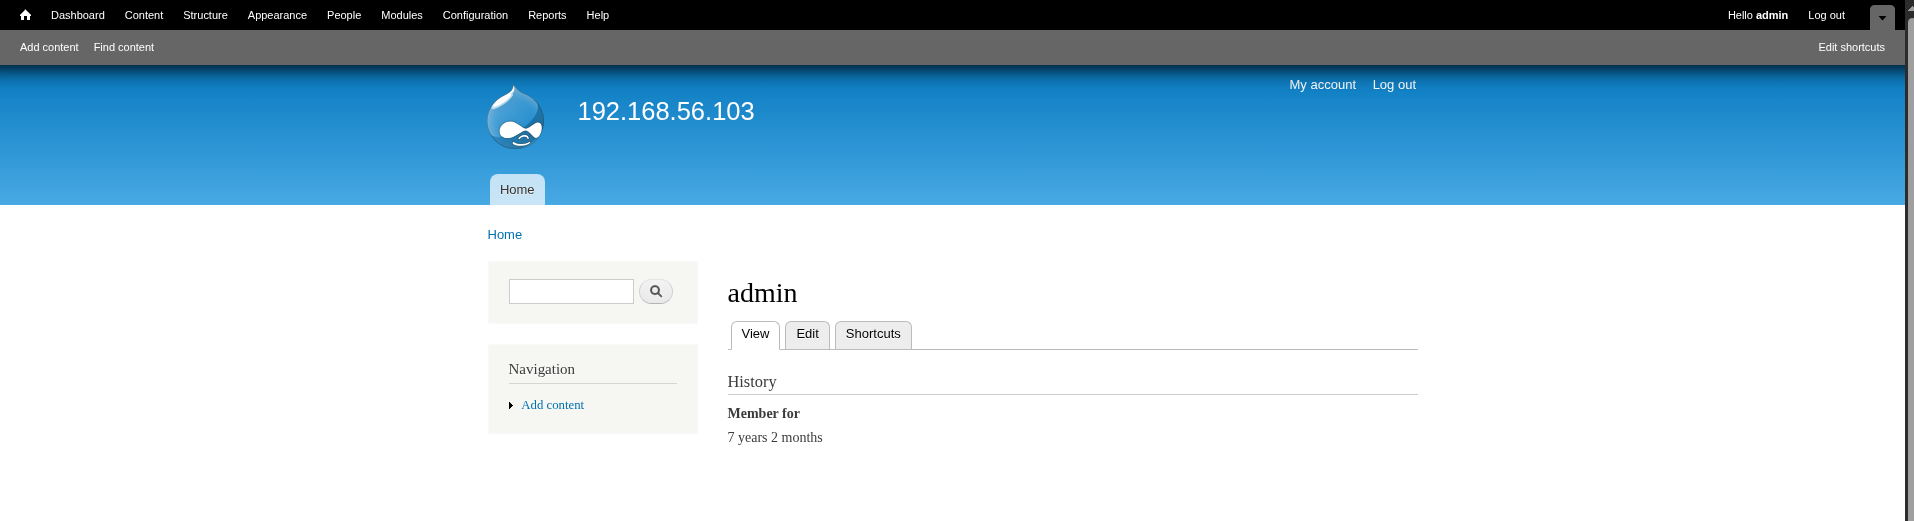 Dashboard Content Structure Appearance People Modules Configuration Reports Help Hello admin Log out
Add content Find content Edit shortcuts
My account Log out
192.168.56.103
Home
Home
admin
View Edit Shortcuts
Navigation
Add content
History
Member for
7 years 2 months